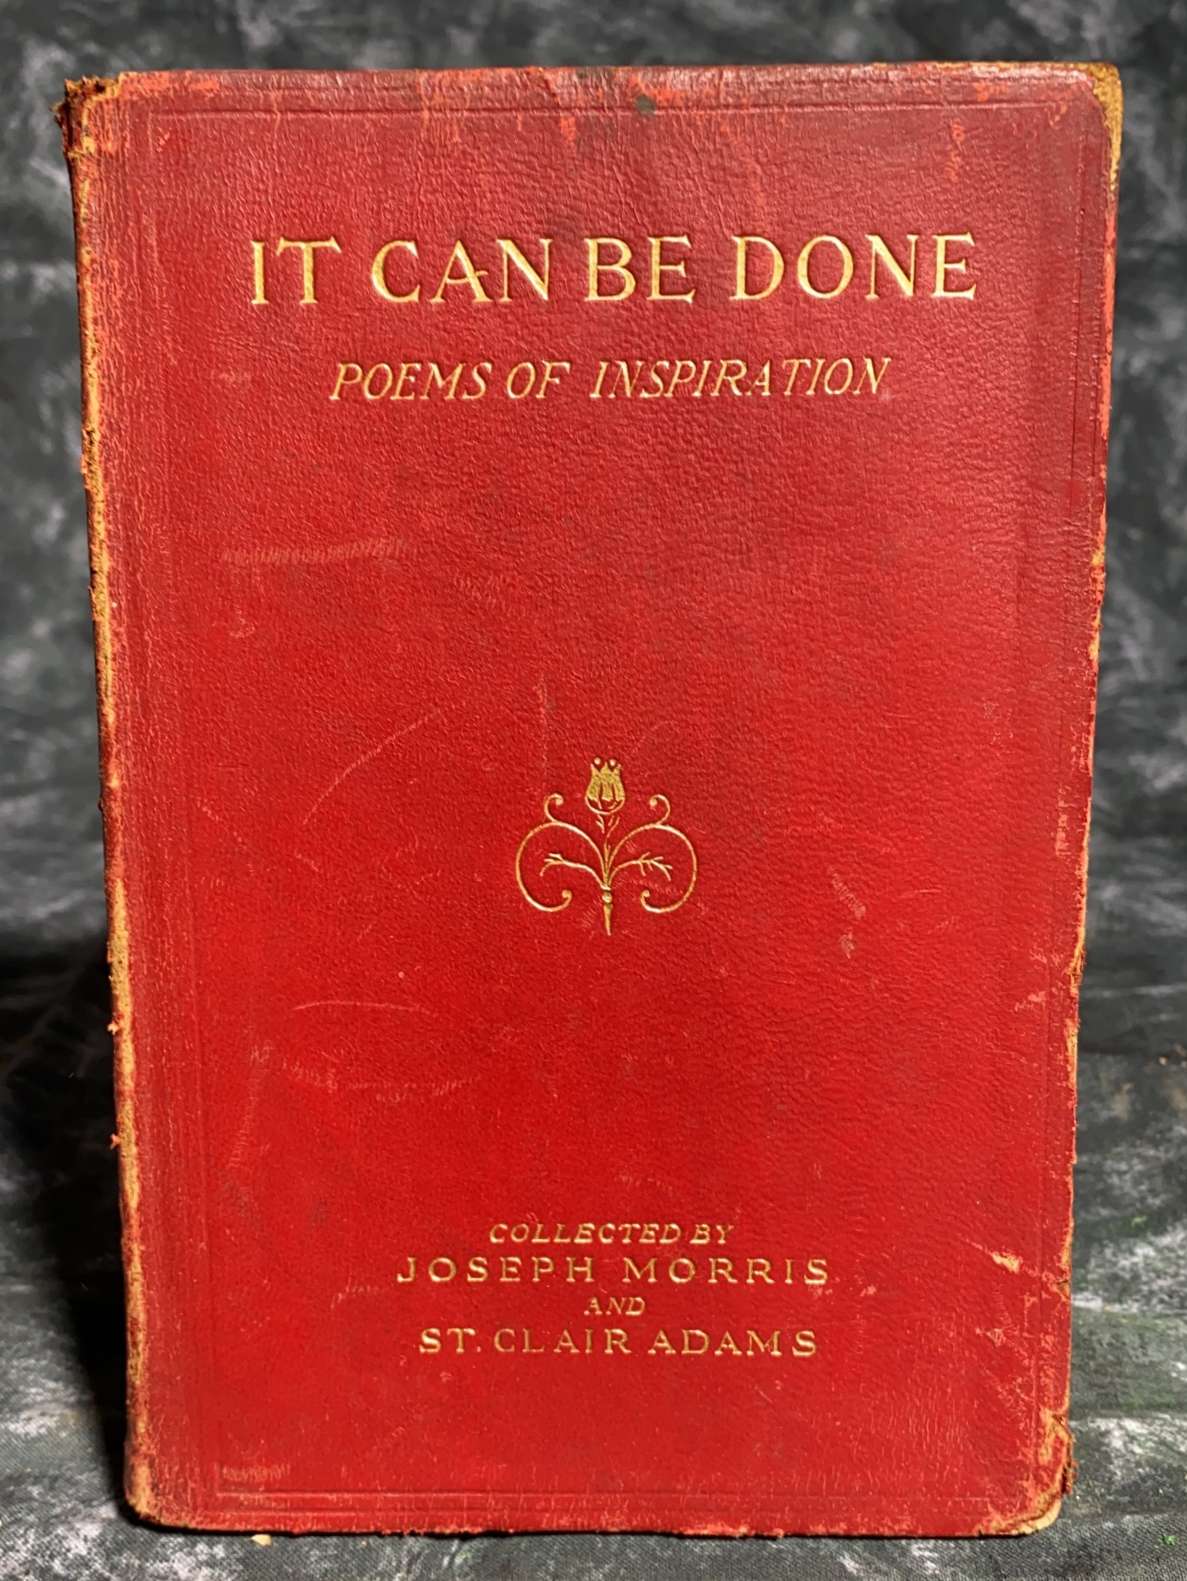 IT CAN BE DONE
POEMS OF INSPIRATION
COLLECTED BY
JOSEPH MORRIS
AND
ST. CLAIR ADAMS